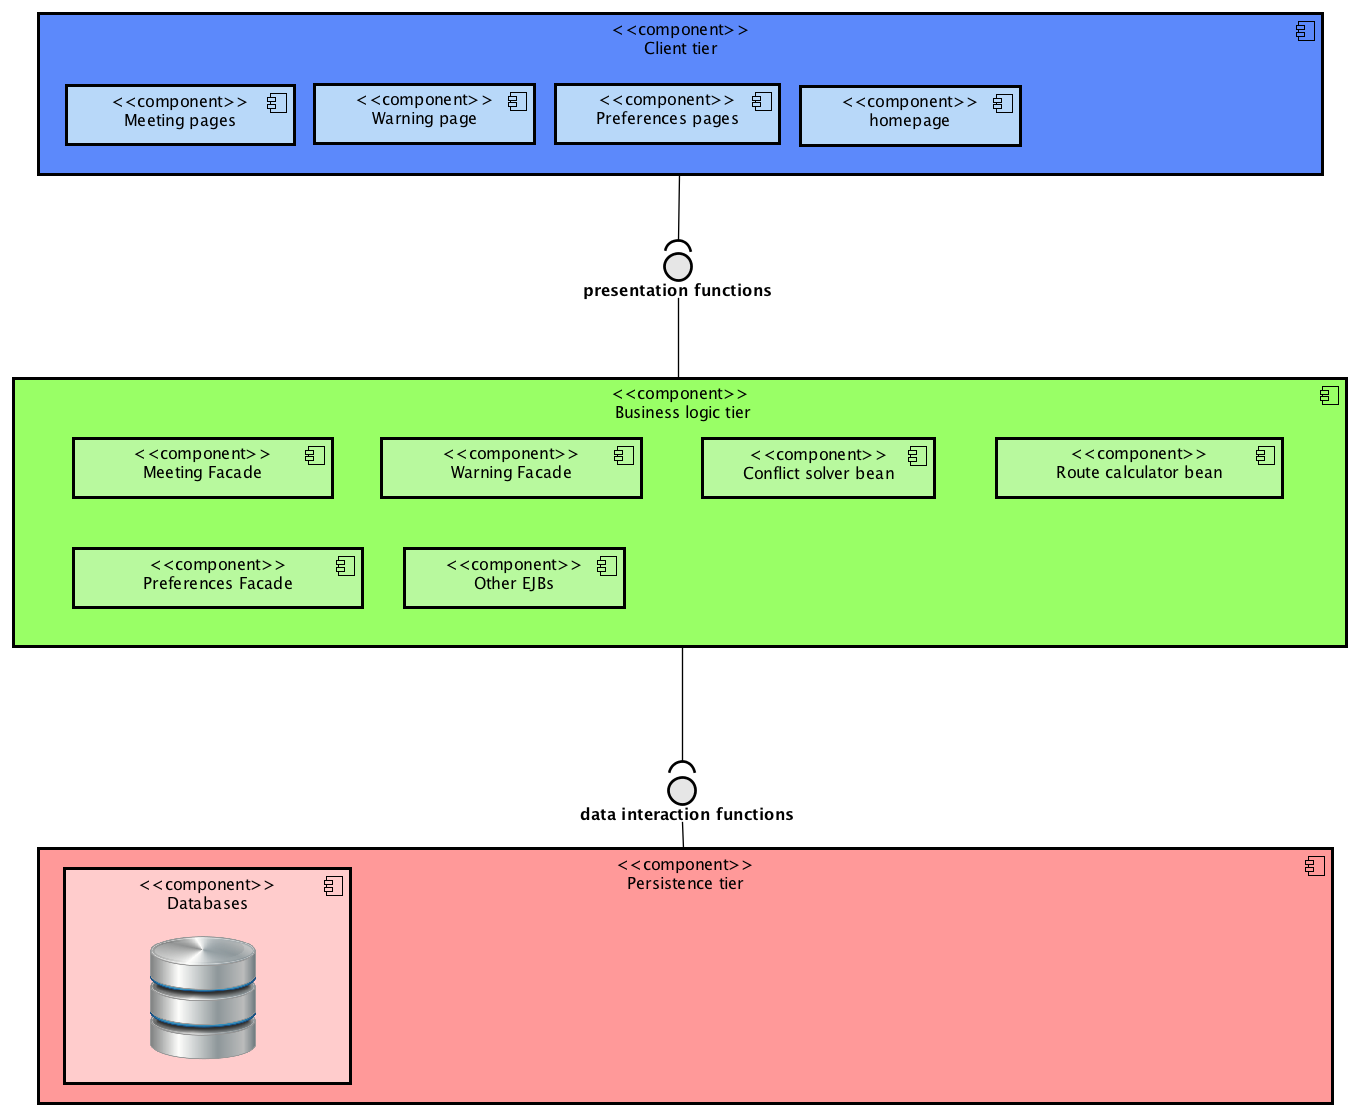 <<component>>
Client tier
<<component>>
Meeting pages
<<component>>
Warning page
<<component>>
Preferences pages
<<component>>
homepage
presentation functions
<<component>>
Business logic tier
<<component>>
Meeting Facade
<<component>>
Warning Facade
<<component>>
Conflict solver bean
<<component>>
Route calculator bean
<<component>>
Preferences Facade
<<component>>
Other EJBs
data interaction functions
<<component>>
Persistence tier
<<component>>
Databases